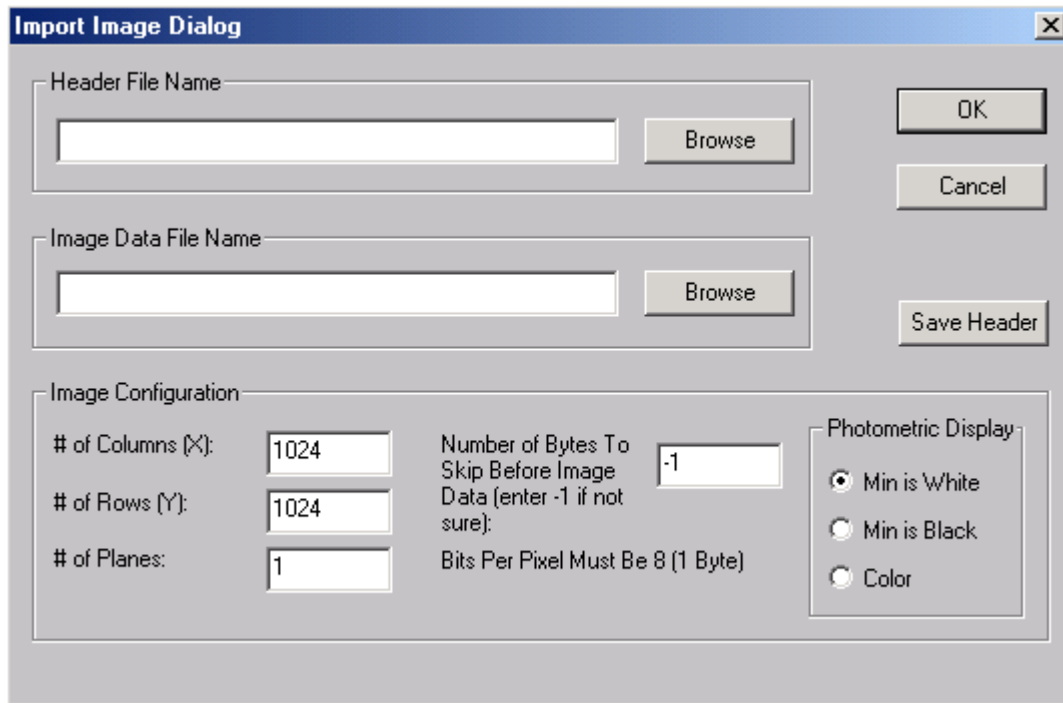 Import Image Dialog
Header File Name
Browse
OK
Cancel
Image Data File Name
Browse
Save Header
Image Configuration
# of Columns (X):
1024
# of Rows (Y):
1024
# of Planes:
1
Number of Bytes To
Skip Before Image
Data (enter -1 if not
sure):
-1
Bits Per Pixel Must Be 8 (1 Byte)
Photometric Display
Min is White
Min is Black
Color